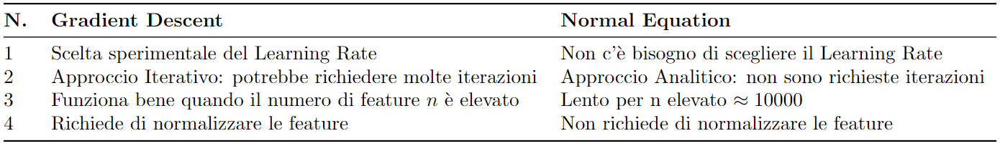 N. Gradient Descent Normal Equation
1 Scelta sperimentale del Learning Rate Non c'è bisogno di scegliere il Learning Rate
2 Approccio Iterativo: potrebbe richiedere molte iterazioni Approccio Analitico: non sono richieste iterazioni
3 Funziona bene quando il numero di feature n è elevato Lento per n elevato ≈ 10000
4 Richiede di normalizzare le feature Non richiede di normalizzare le feature